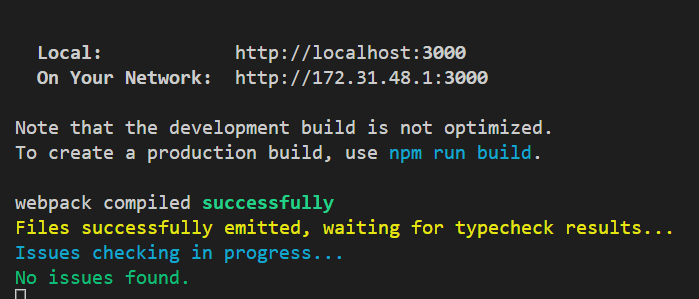 Local: http://localhost:3000
On Your Network: http://172.31.48.1:3000
Note that the development build is not optimized.
To create a production build, use npm run build.
webpack compiled successfully
Files successfully emitted, waiting for typecheck results...
Issues checking in progress...
No issues found.